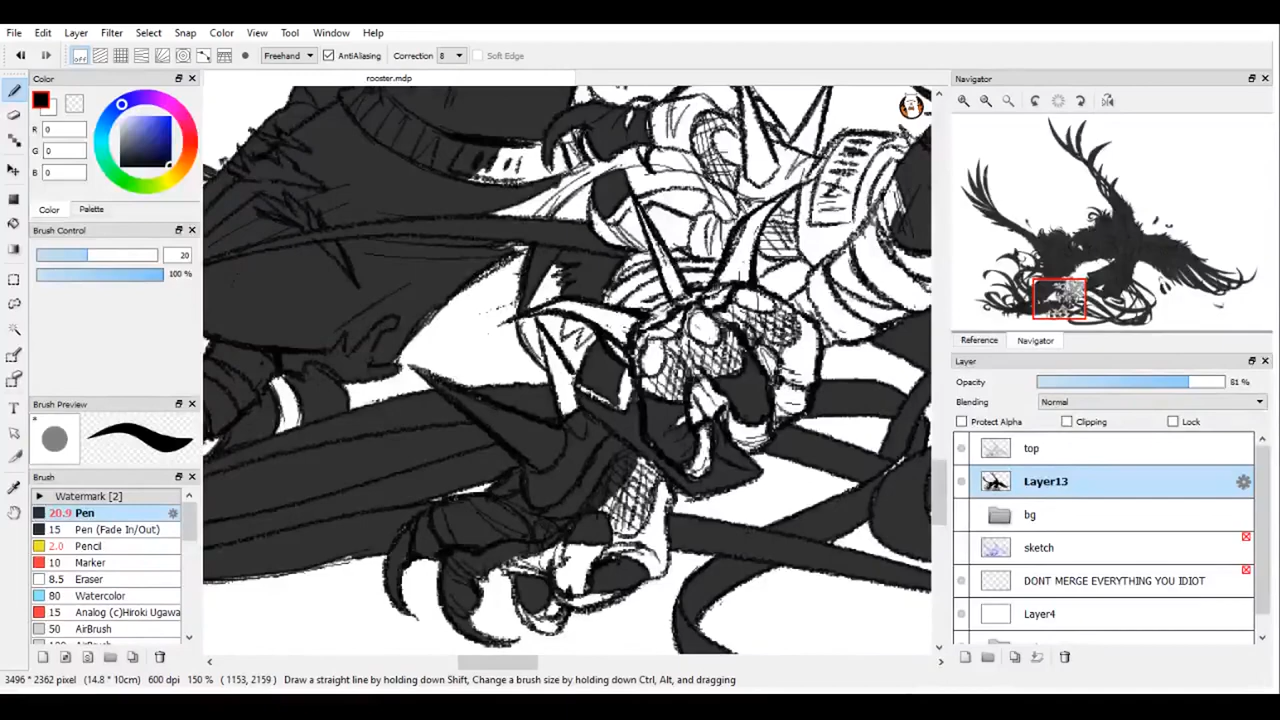 File Edit Layer Filter Select Snap Color View Tool Window Help
off Freehand AntiAliasing Correction 8 Soft Edge
Color
rooster.mdp
Navigator
R 0
G 0
B 0
Color Palette
Brush Control
20
100 %
Reference Navigator
Layer
Opacity 81 %
Blending Normal
Protect Alpha Clipping Lock
Brush Preview
top
Layer13
Brush
Watermark [2]
20.9 Pen
15 Pen (Fade In/Out)
2.0 Pencil
10 Marker
8.5 Eraser
80 Watercolor
15 Analog (c)Hiroki Ugawa
50 AirBrush
bg
sketch
DONT MERGE EVERYTHING YOU IDIOT
Layer4
3496 * 2362 pixel (14.8 * 10cm) 600 dpi 150 % ( 1153, 2159 ) Draw a straight line by holding down Shift, Change a brush size by holding down Ctrl, Alt, and dragging